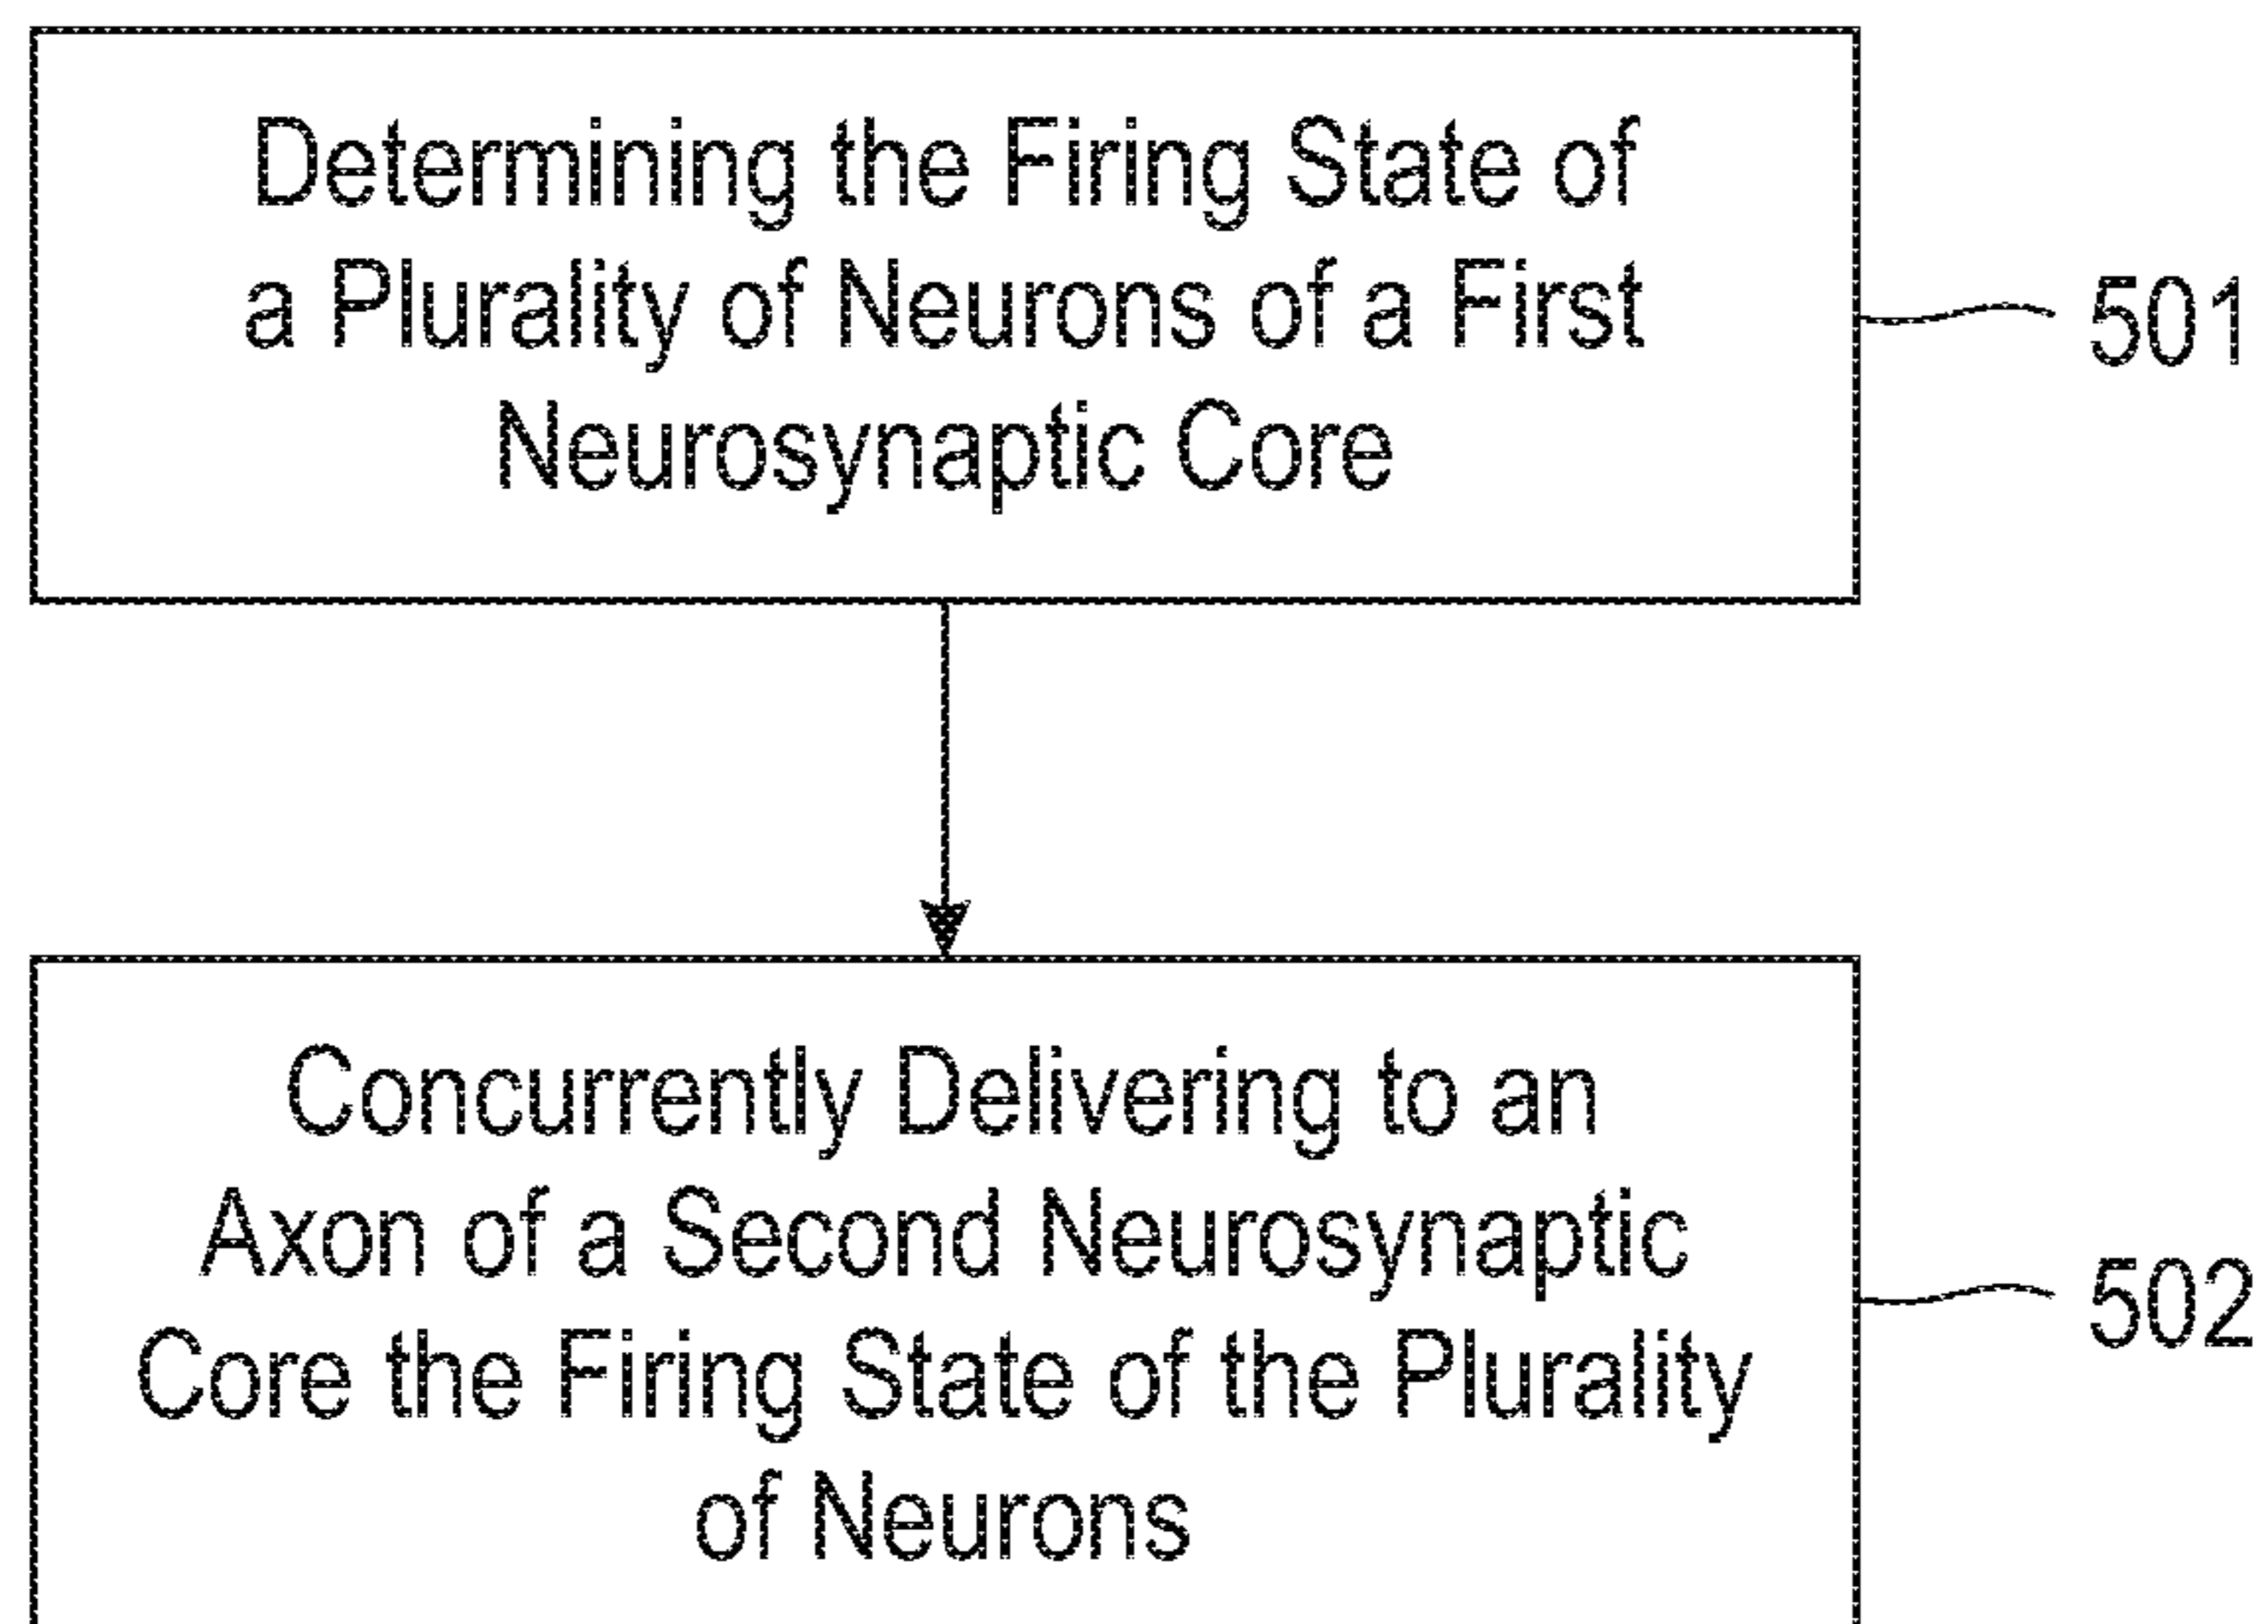 Determining the Firing State of
a Plurality of Neurons of a First
Neurosynaptic Core
501
Concurrently Delivering to an
Axon of a Second Neurosynaptic
Core the Firing State of the Plurality
of Neurons
502